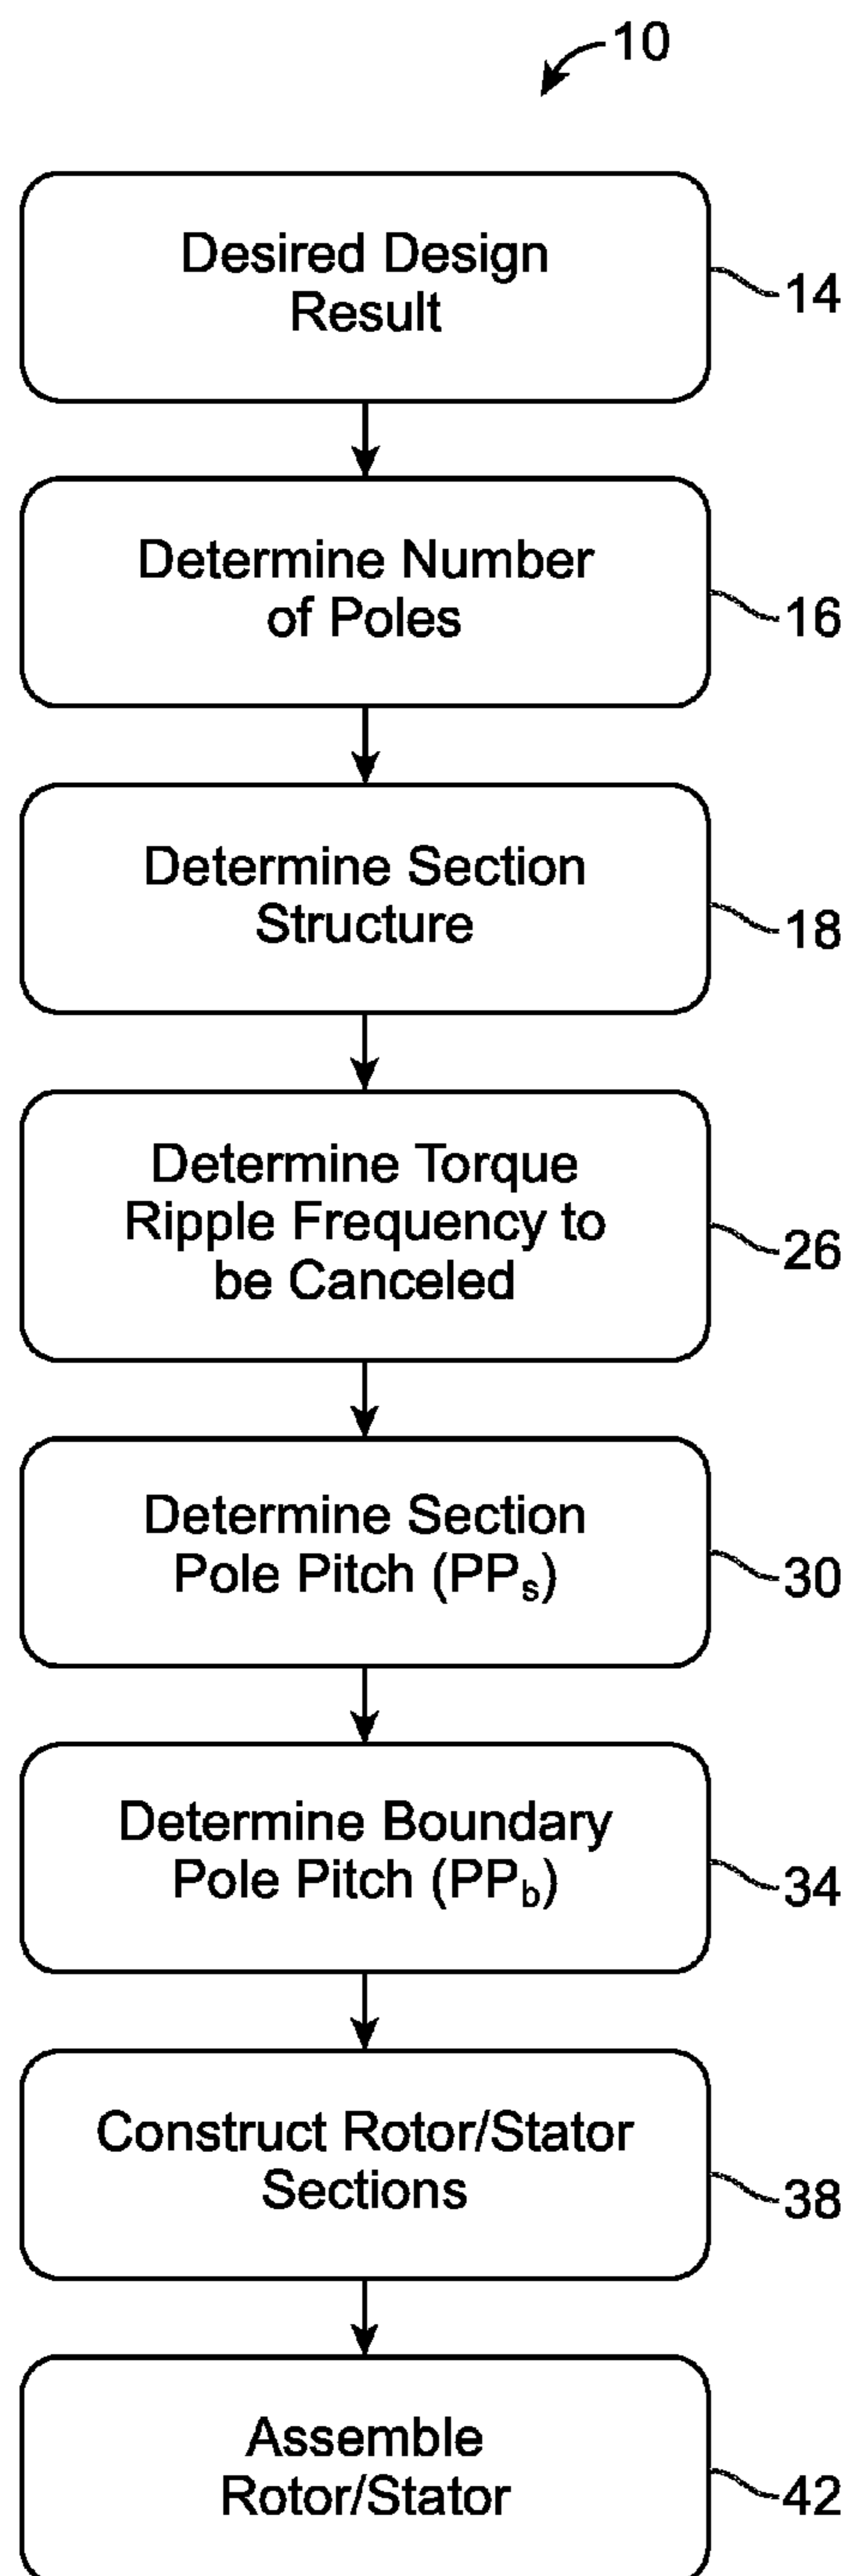 10
Desired Design
Result
14
Determine Number
of Poles
16
Determine Section
Structure
18
Determine Torque
Ripple Frequency to
be Canceled
26
Determine Section
Pole Pitch (PPs)
30
Determine Boundary
Pole Pitch (PPb)
34
Construct Rotor/Stator
Sections
38
Assemble
Rotor/Stator
42